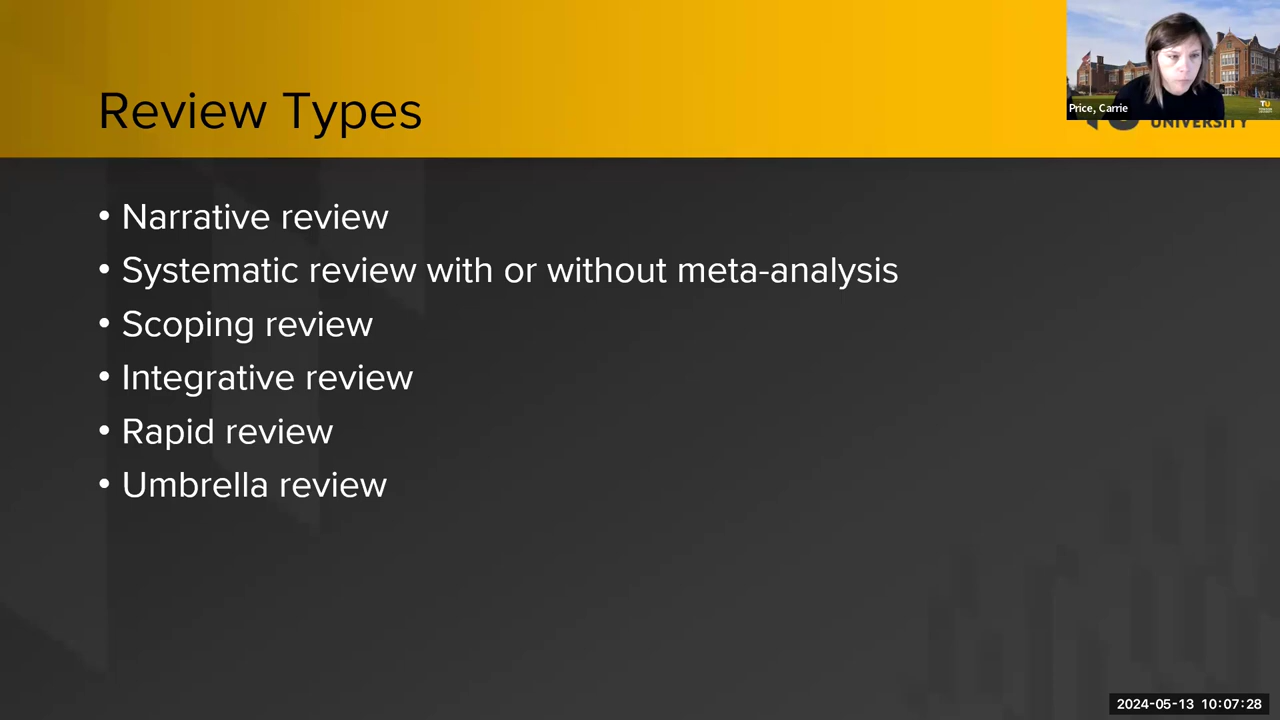 Review Types
Price, Carrie
TU
UNIVERSITY
• Narrative review
• Systematic review with or without meta-analysis
• Scoping review
• Integrative review
• Rapid review
• Umbrella review
2024-05-13 10:07:28